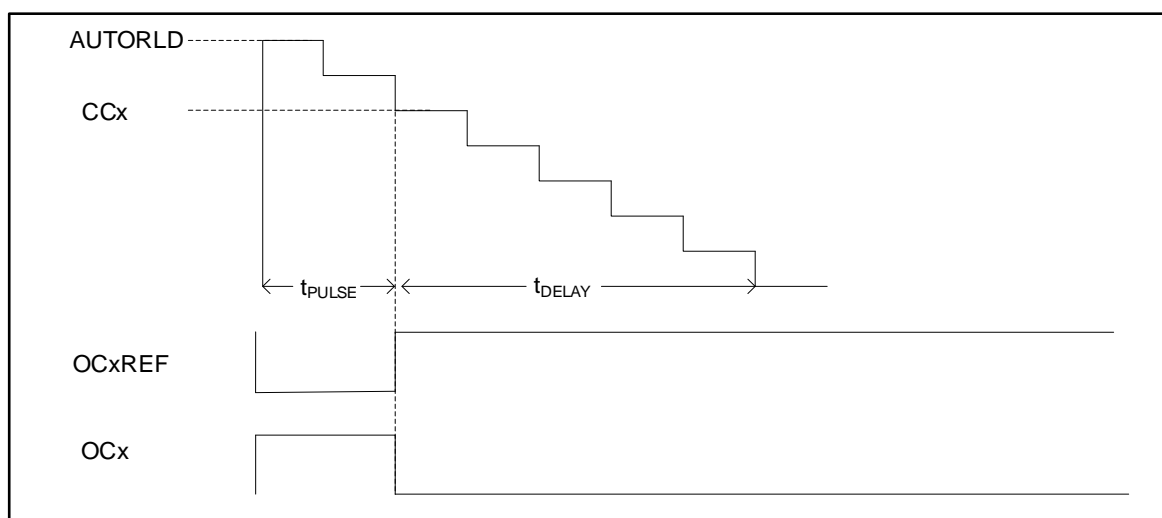 AUTORLD
CCx
tPULSE
tDELAY
OCxREF
OCx